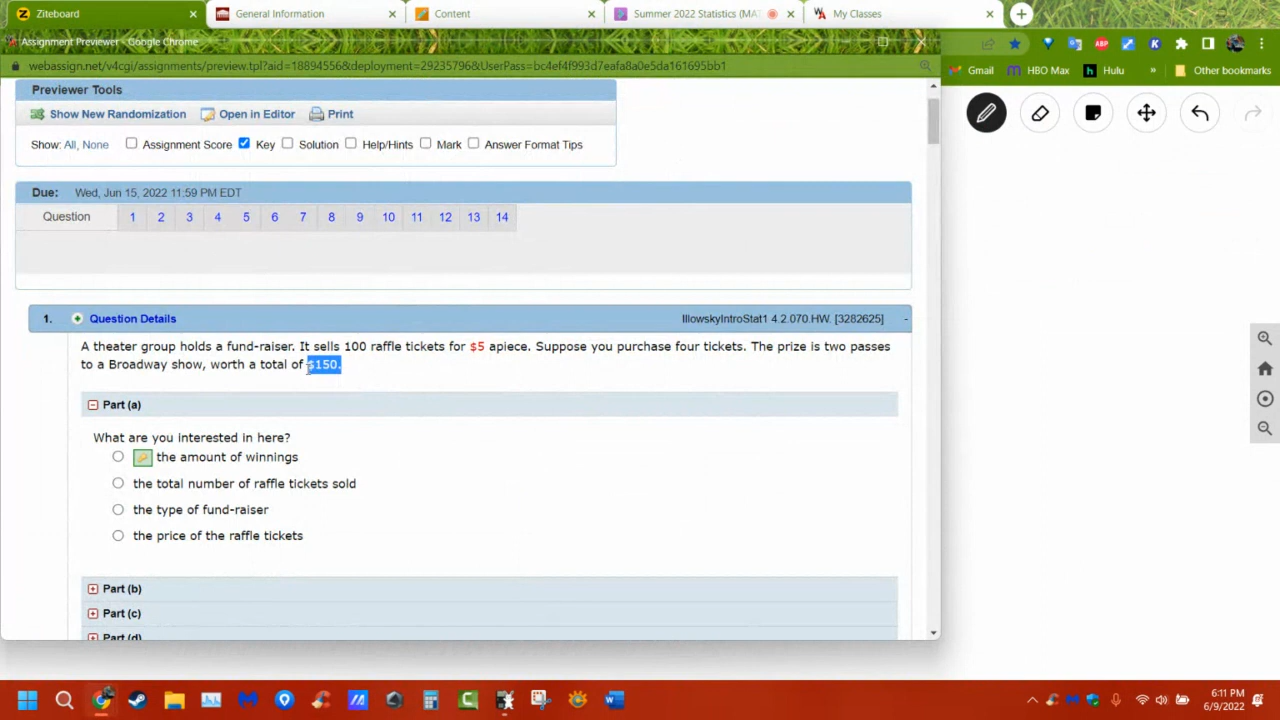 Ziteboard
General Information
Content
Summer 2022 Statistics (MA
My Classes
Assignment Previewer - Google Chrome
webassign.net/v4cgi/assignments/preview.tpl?aid=18894556&deployment=29235796&UserPass=bc4ef4f993d7eafa8a0e5da161695bb1
Gmail
HBO Max
Hulu
»
Other bookmarks
Previewer Tools
Show New Randomization Open in Editor Print
Show: All, None Assignment Score Key Solution Help/Hints Mark Answer Format Tips
Due: Wed, Jun 15, 2022 11:59 PM EDT
Question 1 2 3 4 5 6 7 8 9 10 11 12 13 14
1. Question Details IllowskyIntroStat1 4.2.070.HW. [3282625] -
A theater group holds a fund-raiser. It sells 100 raffle tickets for $5 apiece. Suppose you purchase four tickets. The prize is two passes
to a Broadway show, worth a total of $150.
Part (a)
What are you interested in here?
the amount of winnings
the total number of raffle tickets sold
the type of fund-raiser
the price of the raffle tickets
Part (b)
Part (c)
Part (d)
6:11 PM
6/9/2022